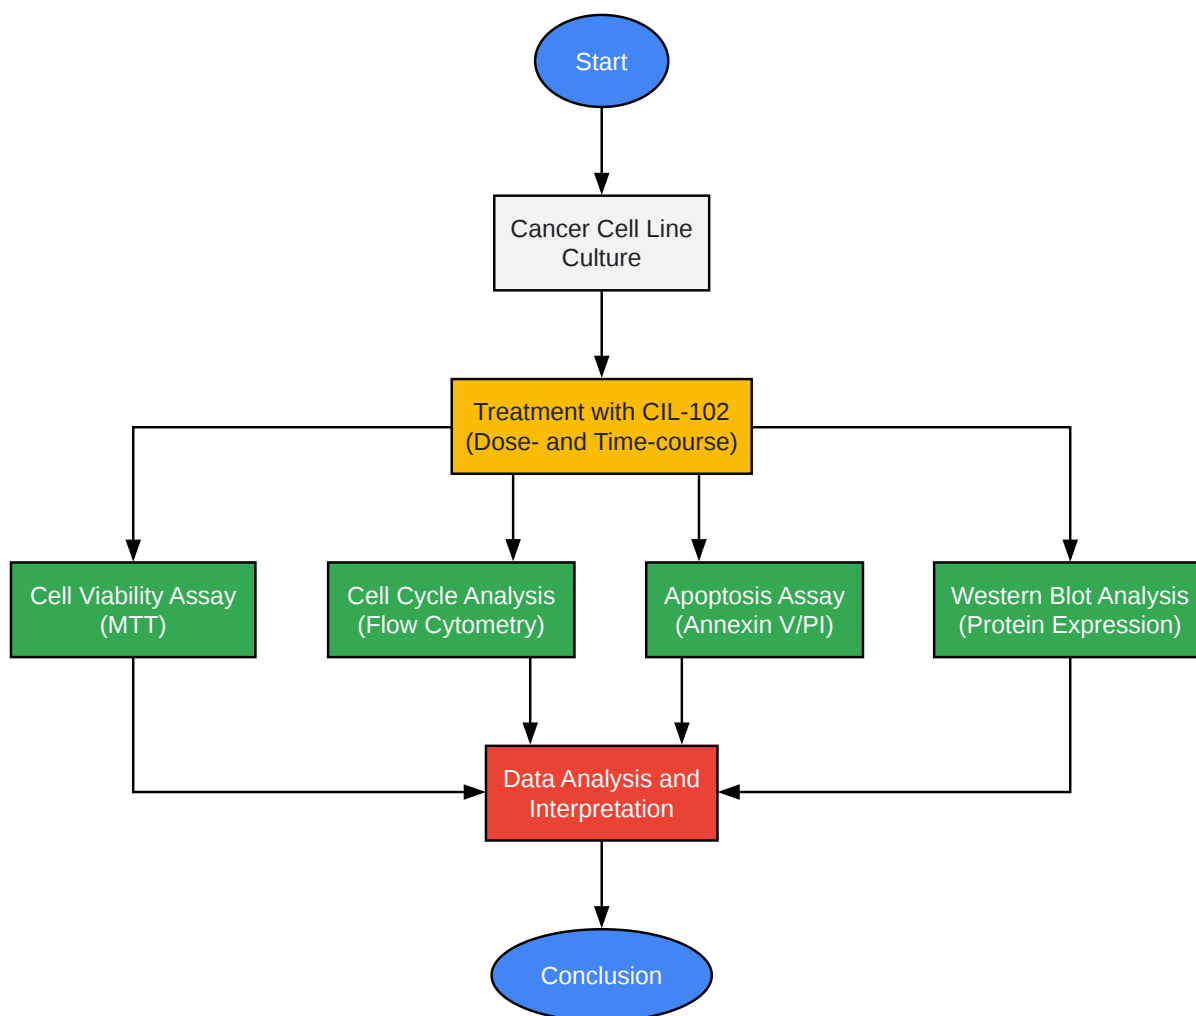 Start
Cancer Cell Line
Culture
Treatment with CIL-102
(Dose- and Time-course)
Cell Viability Assay
(MTT)
Cell Cycle Analysis
(Flow Cytometry)
Apoptosis Assay
(Annexin V/PI)
Western Blot Analysis
(Protein Expression)
Data Analysis and
Interpretation
Conclusion